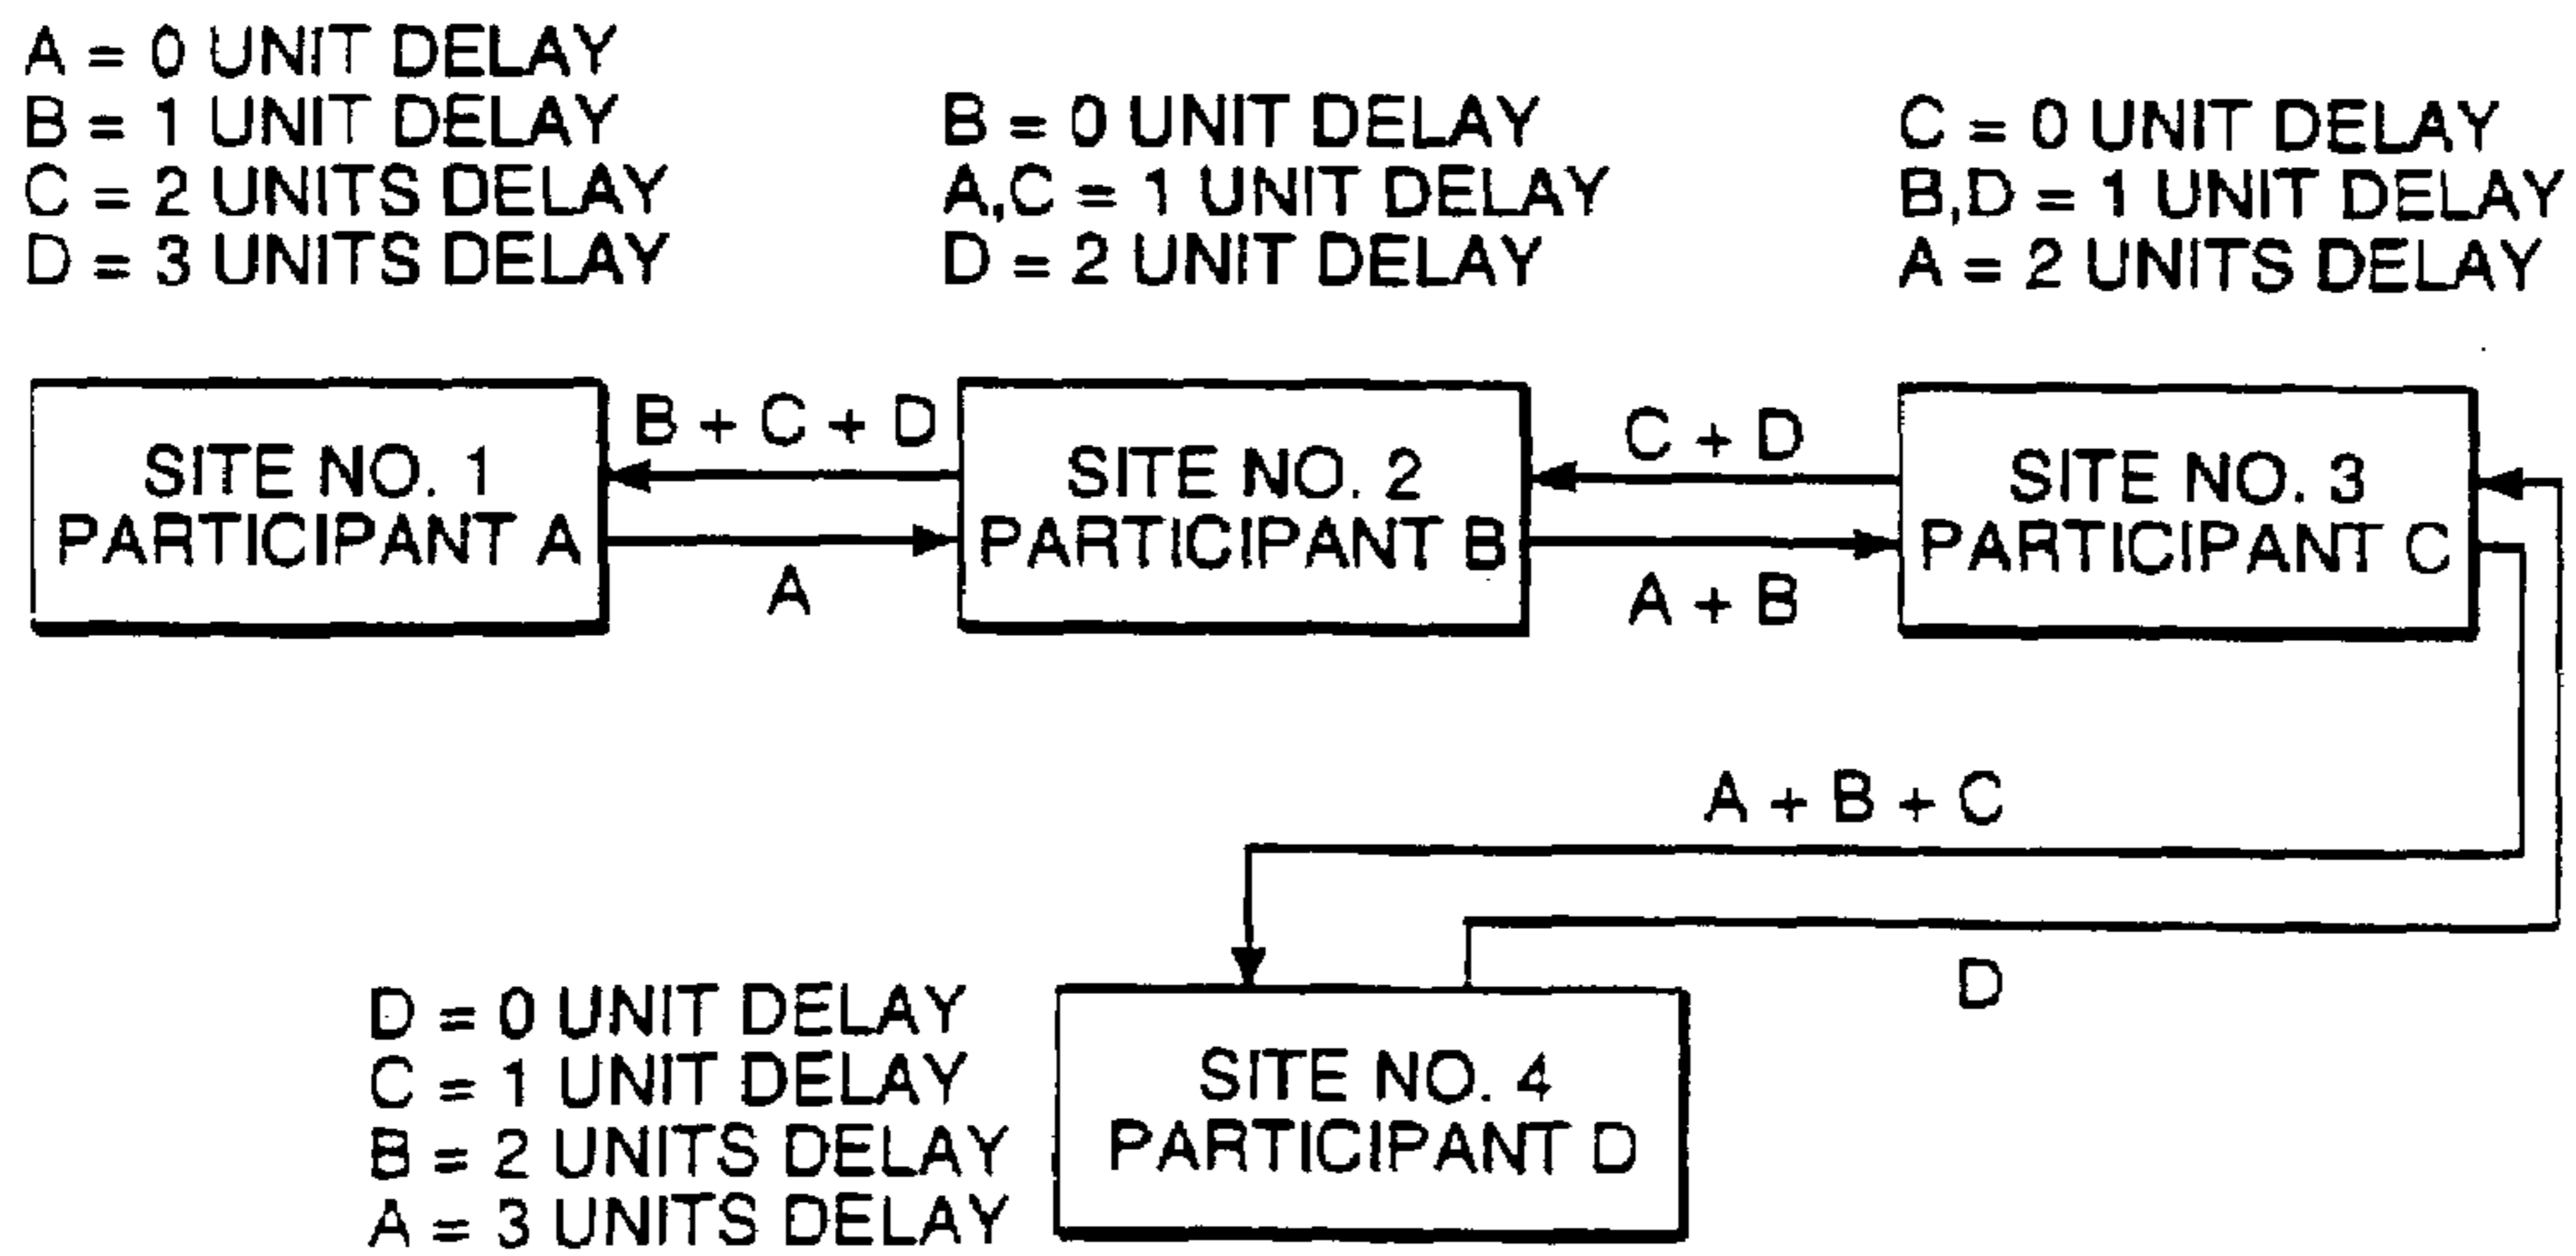 A = 0 UNIT DELAY
B = 1 UNIT DELAY
C = 2 UNITS DELAY
D = 3 UNITS DELAY
B = 0 UNIT DELAY
A,C = 1 UNIT DELAY
D = 2 UNIT DELAY
C = 0 UNIT DELAY
B,D = 1 UNIT DELAY
A = 2 UNITS DELAY
SITE NO. 1
PARTICIPANT A
B + C + D
A
SITE NO. 2
PARTICIPANT B
C + D
A + B
SITE NO. 3
PARTICIPANT C
A + B + C
D
D = 0 UNIT DELAY
C = 1 UNIT DELAY
B = 2 UNITS DELAY
A = 3 UNITS DELAY
SITE NO. 4
PARTICIPANT D